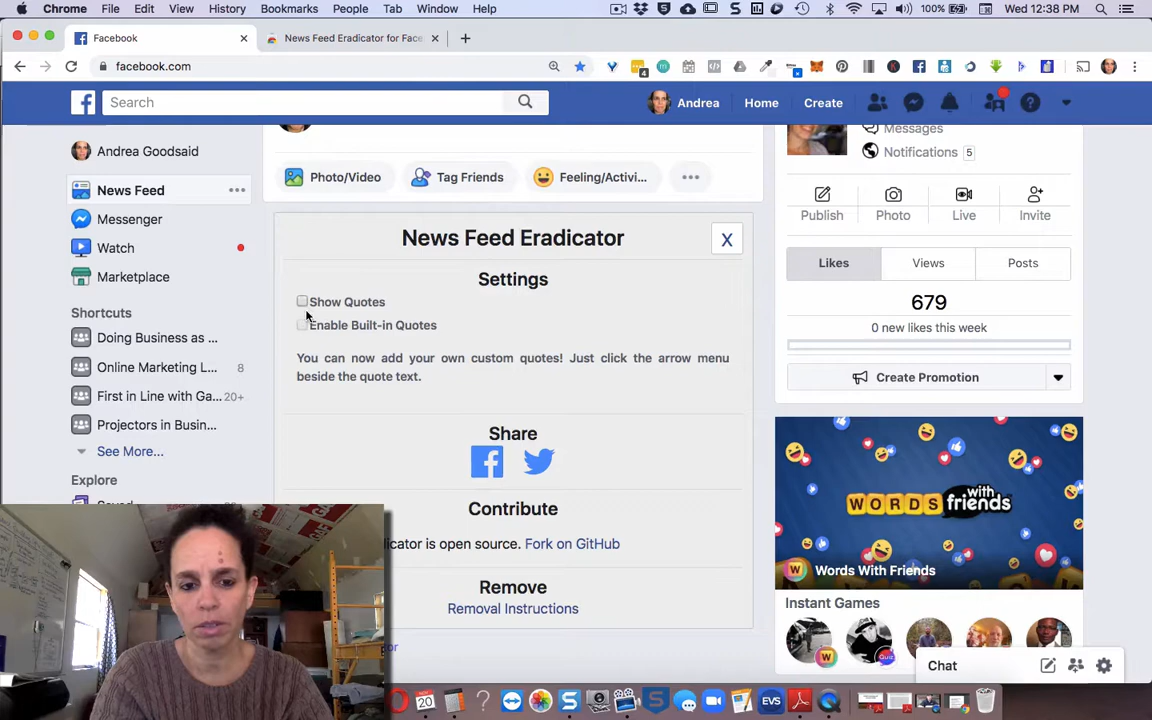 Chrome File Edit View History Bookmarks People Tab Window Help 100% Wed 12:38 PM
Facebook News Feed Eradicator for Face
facebook.com
4
Search Andrea Home Create
Andrea Goodsaid
News Feed
Messenger
Watch
Marketplace
Shortcuts
Doing Business as ...
Online Marketing L... 8
First in Line with Ga... 20+
Projectors in Busin...
See More...
Explore
Photo/Video Tag Friends Feeling/Activi...
News Feed Eradicator
X
Settings
Show Quotes
Enable Built-in Quotes
You can now add your own custom quotes! Just click the arrow menu
beside the quote text.
Share
Contribute
dicator is open source. Fork on GitHub
Remove
Removal Instructions
or
Messages
Notifications 5
Publish Photo Live Invite
Likes Views Posts
679
0 new likes this week
Create Promotion
WORDS with
friends
Words With Friends
Instant Games
Quiz
Chat
20
EVS